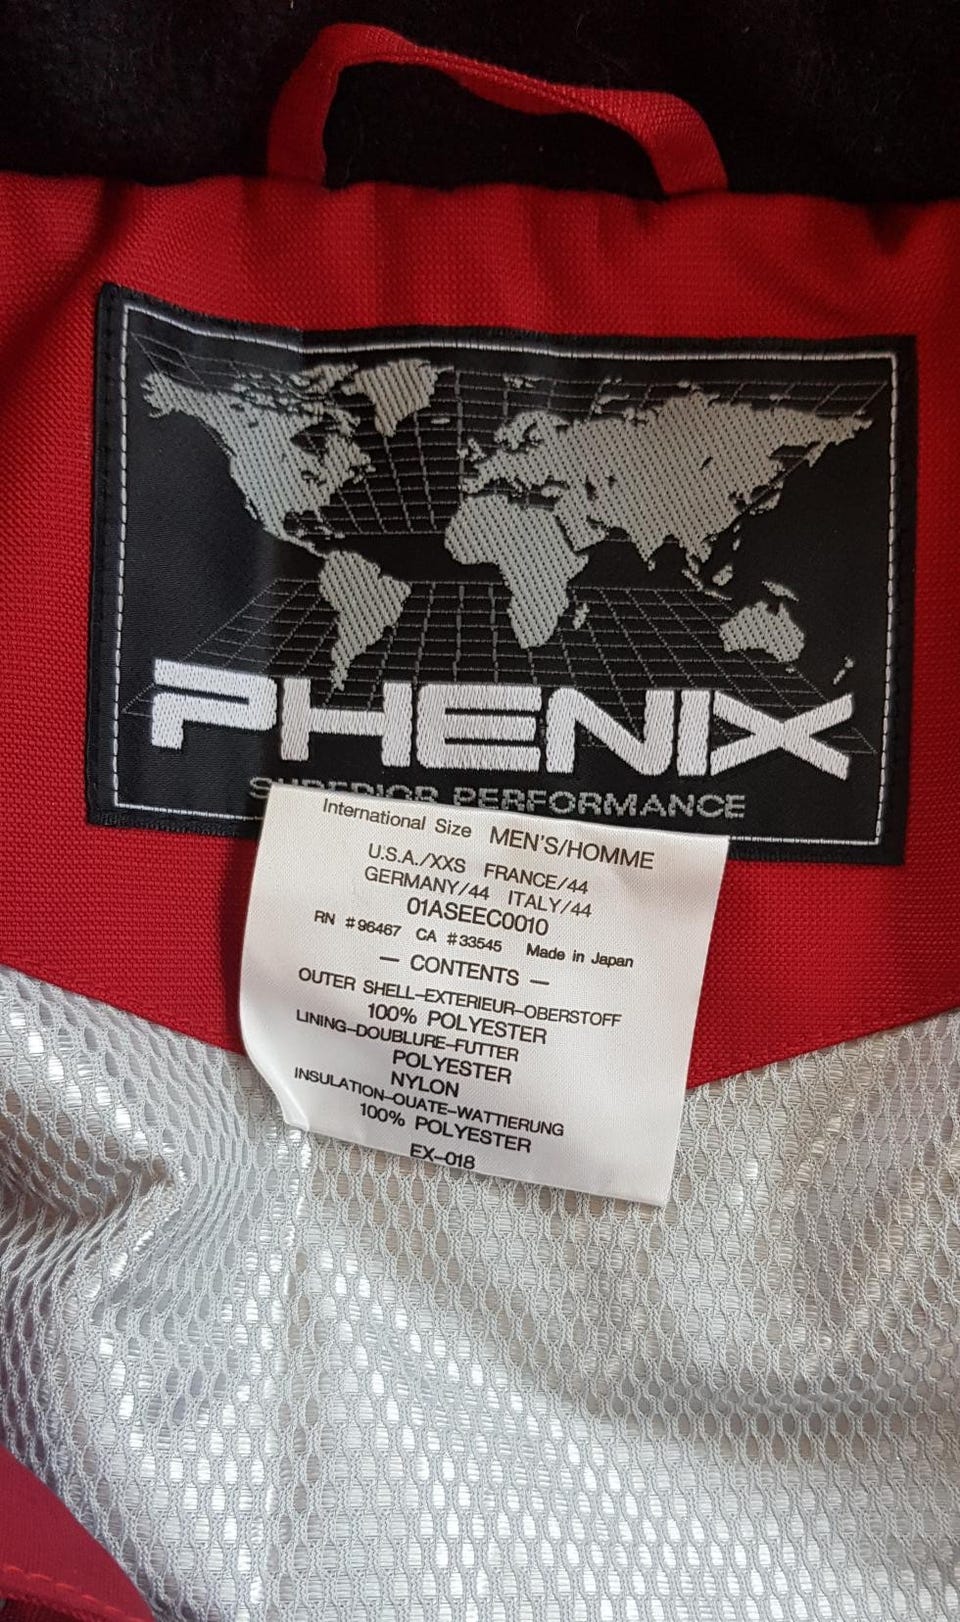 PHENIX
SUPERIOR PERFORMANCE
International Size MEN'S/HOMME
U.S.A./XXS FRANCE/44
GERMANY/44 ITALY/44
01ASEEC0010
RN #96467 CA #33545 Made in Japan
— CONTENTS —
OUTER SHELL–EXTERIEUR–OBERSTOFF
100% POLYESTER
LINING–DOUBLURE–FUTTER
POLYESTER
NYLON
INSULATION–OUATE–WATTIERUNG
100% POLYESTER
EX–018